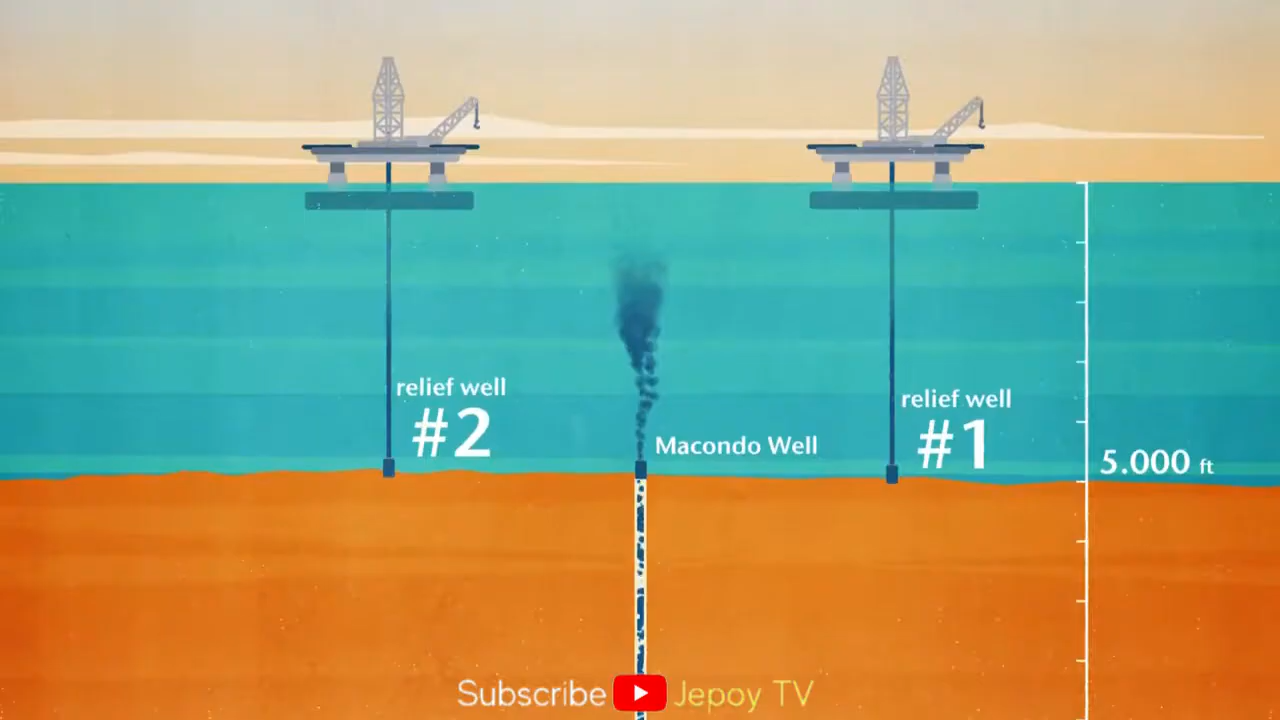 relief well
#2
relief well
#1
Macondo Well
5.000 ft
Subscribe Jepoy TV